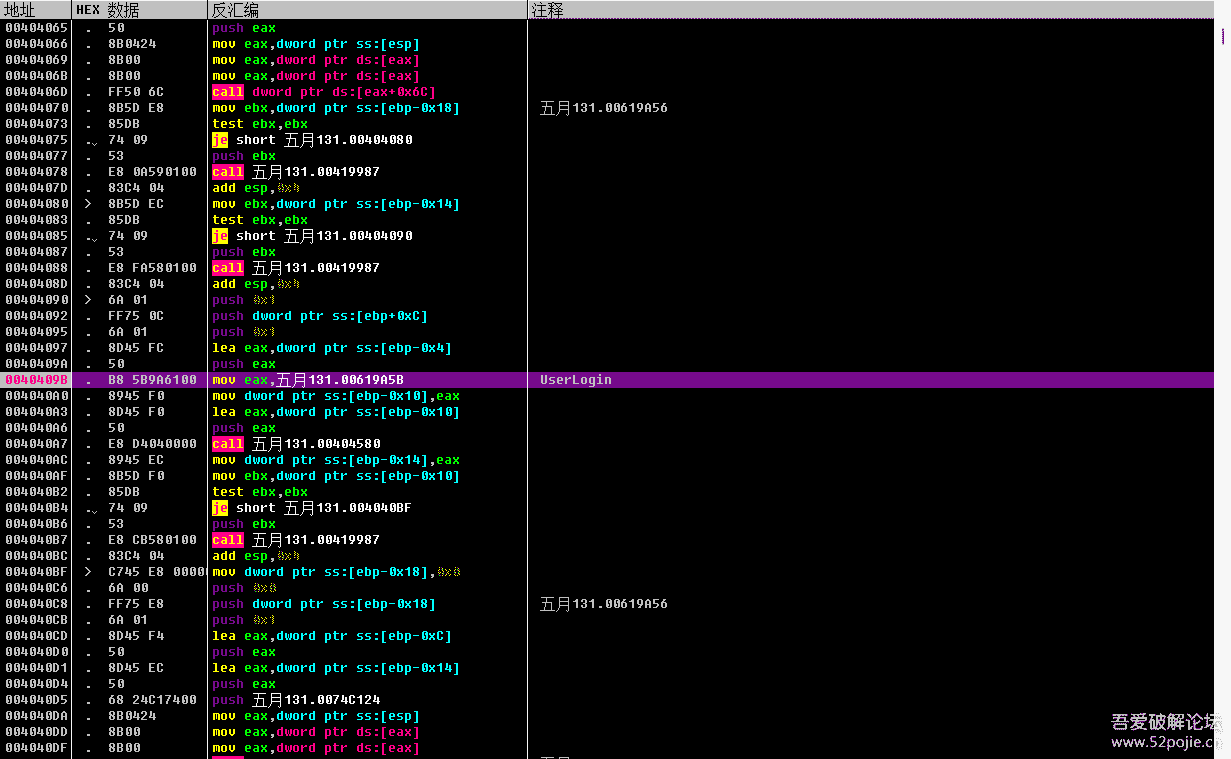 地址 HEX 数据 反汇编 注释
00404065 . 50 push eax
00404066 . 8B0424 mov eax,dword ptr ss:[esp]
00404069 . 8B00 mov eax,dword ptr ds:[eax]
0040406B . 8B00 mov eax,dword ptr ds:[eax]
0040406D . FF50 6C call dword ptr ds:[eax+0x6C]
00404070 . 8B5D E8 mov ebx,dword ptr ss:[ebp-0x18] 五月131.00619A56
00404073 . 85DB test ebx,ebx
00404075 . 74 09 je short 五月131.00404080
00404077 . 53 push ebx
00404078 . E8 0A590100 call 五月131.00419987
0040407D . 83C4 04 add esp,0x4
00404080 > 8B5D EC mov ebx,dword ptr ss:[ebp-0x14]
00404083 . 85DB test ebx,ebx
00404085 . 74 09 je short 五月131.00404090
00404087 . 53 push ebx
00404088 . E8 FA580100 call 五月131.00419987
0040408D . 83C4 04 add esp,0x4
00404090 > 6A 01 push 0x1
00404092 . FF75 0C push dword ptr ss:[ebp+0xC]
00404095 . 6A 01 push 0x1
00404097 . 8D45 FC lea eax,dword ptr ss:[ebp-0x4]
0040409A . 50 push eax
0040409B . B8 5B9A6100 mov eax,五月131.00619A5B UserLogin
004040A0 . 8945 F0 mov dword ptr ss:[ebp-0x10],eax
004040A3 . 8D45 F0 lea eax,dword ptr ss:[ebp-0x10]
004040A6 . 50 push eax
004040A7 . E8 D4040000 call 五月131.00404580
004040AC . 8945 EC mov dword ptr ss:[ebp-0x14],eax
004040AF . 8B5D F0 mov ebx,dword ptr ss:[ebp-0x10]
004040B2 . 85DB test ebx,ebx
004040B4 . 74 09 je short 五月131.004040BF
004040B6 . 53 push ebx
004040B7 . E8 CB580100 call 五月131.00419987
004040BC . 83C4 04 add esp,0x4
004040BF > C745 E8 0000 mov dword ptr ss:[ebp-0x18],0x0
004040C6 . 6A 00 push 0x0
004040C8 . FF75 E8 push dword ptr ss:[ebp-0x18] 五月131.00619A56
004040CB . 6A 01 push 0x1
004040CD . 8D45 F4 lea eax,dword ptr ss:[ebp-0xC]
004040D0 . 50 push eax
004040D1 . 8D45 EC lea eax,dword ptr ss:[ebp-0x14]
004040D4 . 50 push eax
004040D5 . 68 24C17400 push 五月131.0074C124
004040DA . 8B0424 mov eax,dword ptr ss:[esp]
004040DD . 8B00 mov eax,dword ptr ds:[eax]
004040DF . 8B00 mov eax,dword ptr ds:[eax]
吾爱破解论坛
www.52pojie.c